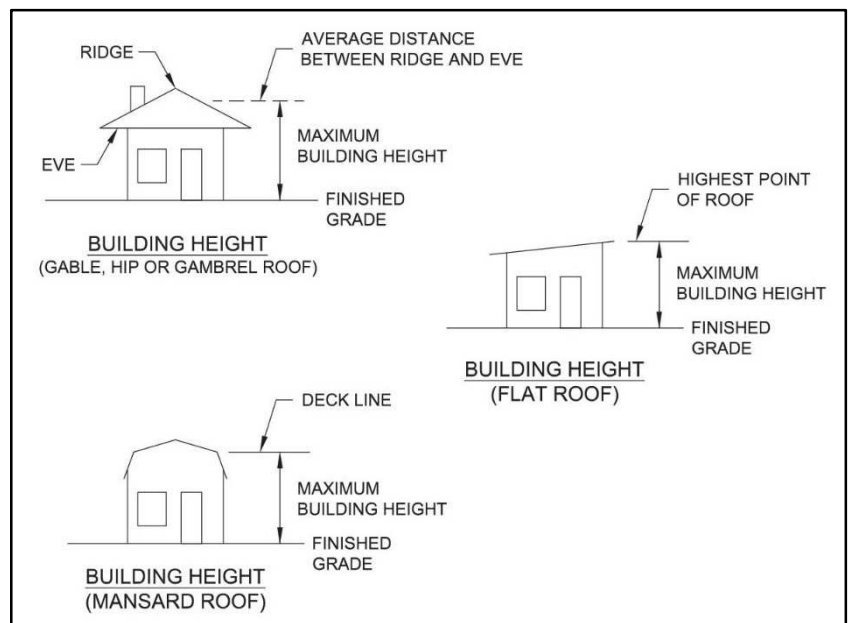 RIDGE
AVERAGE DISTANCE
BETWEEN RIDGE AND EVE
EVE
MAXIMUM
BUILDING HEIGHT
FINISHED
GRADE
BUILDING HEIGHT
(GABLE, HIP OR GAMBREL ROOF)
HIGHEST POINT
OF ROOF
MAXIMUM
BUILDING HEIGHT
FINISHED
GRADE
BUILDING HEIGHT
(FLAT ROOF)
DECK LINE
MAXIMUM
BUILDING HEIGHT
FINISHED
GRADE
BUILDING HEIGHT
(MANSARD ROOF)